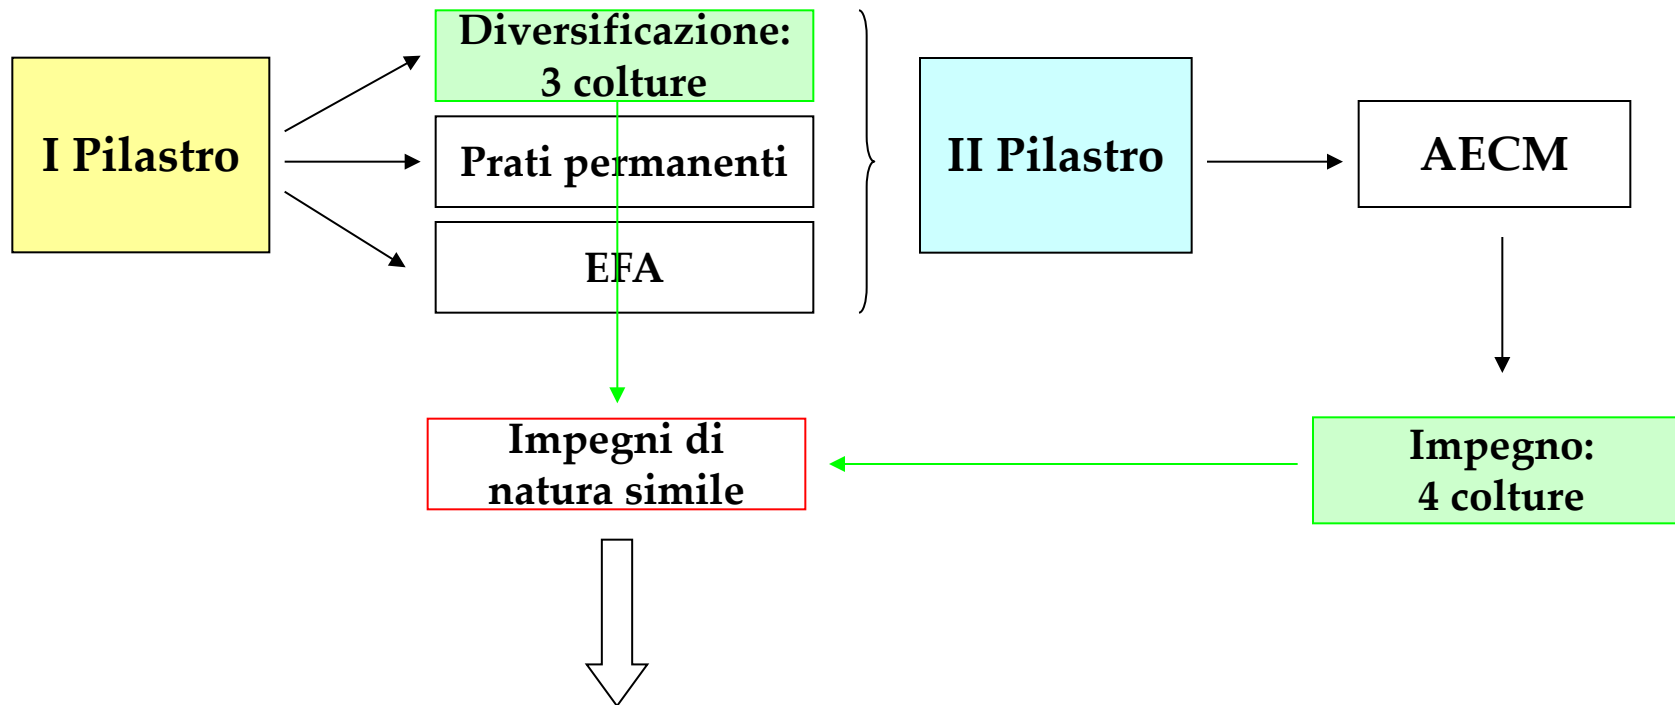 I Pilastro
Diversificazione:
3 colture
Prati permanenti
EFA
II Pilastro
AECM
Impegni di
natura simile
Impegno:
4 colture